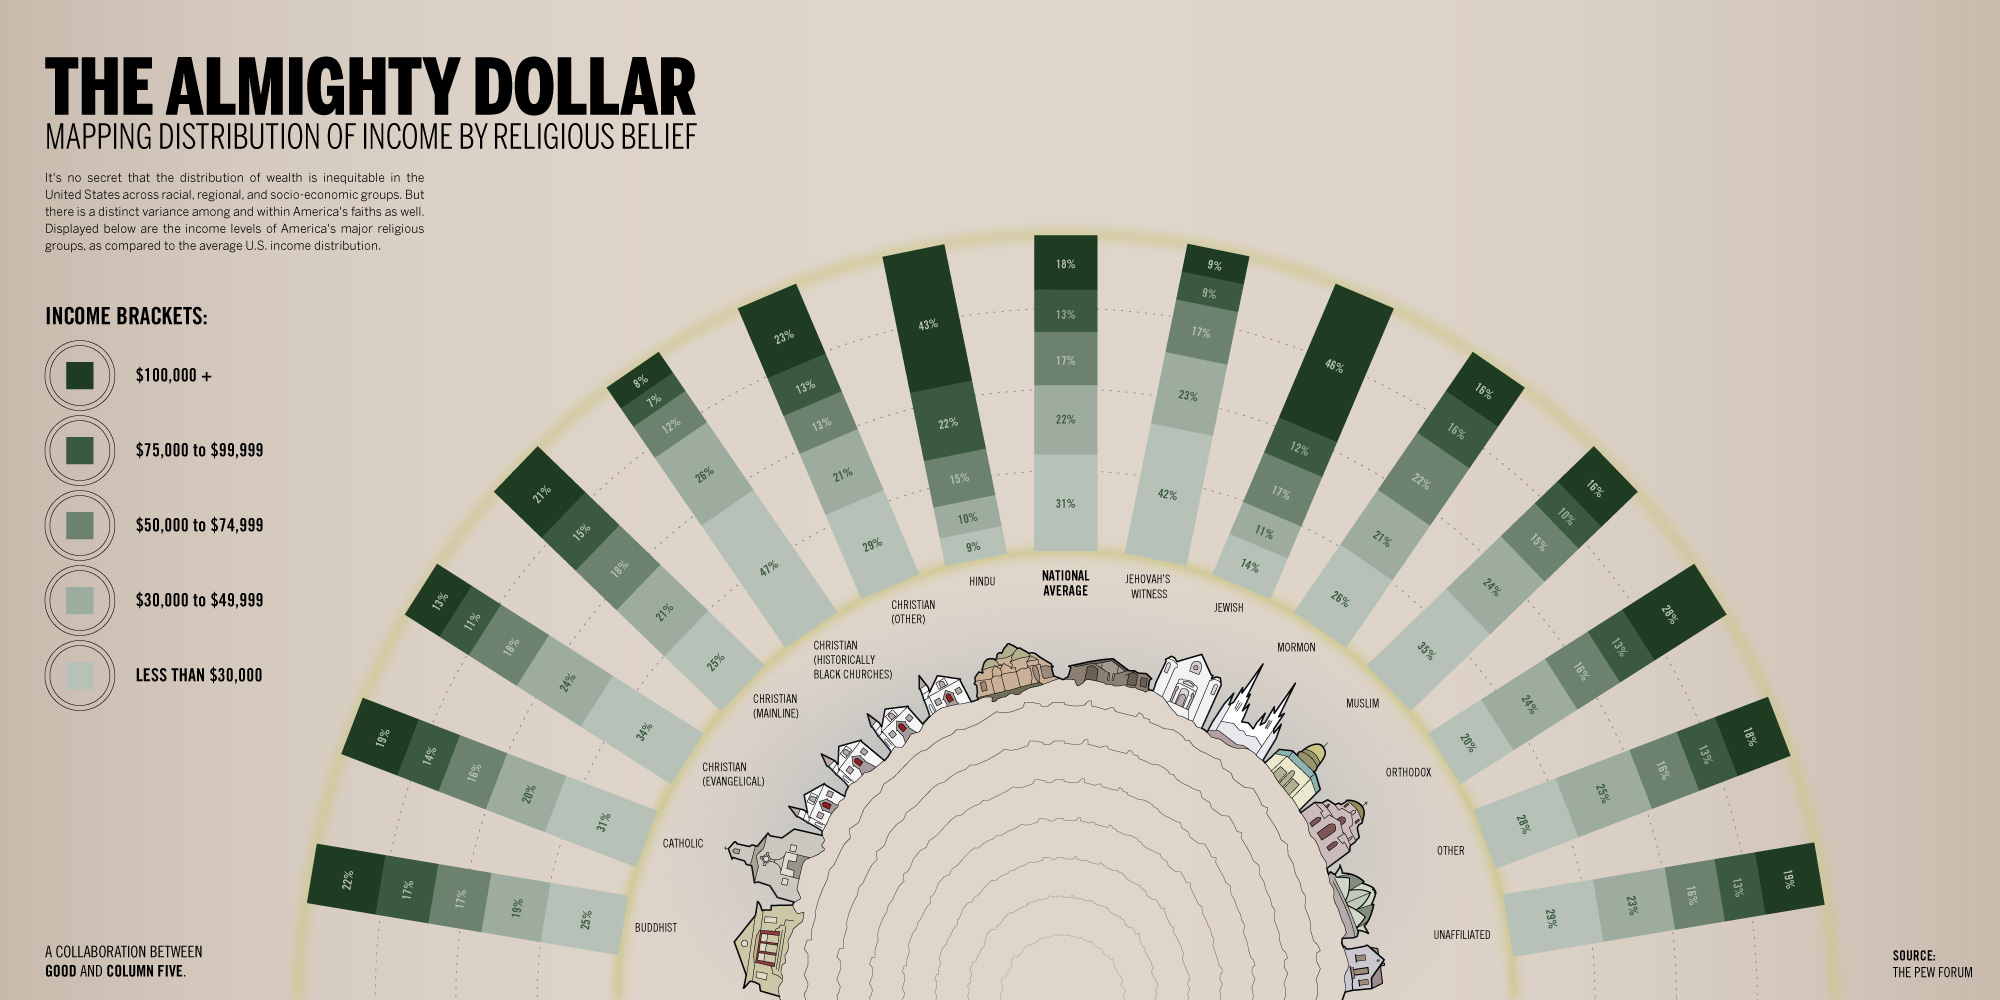 THE ALMIGHTY DOLLAR
MAPPING DISTRIBUTION OF INCOME BY RELIGIOUS BELIEF
It's no secret that the distribution of wealth is inequitable in the
United States across racial, regional, and socio-economic groups. But
there is a distinct variance among and within America's faiths as well.
Displayed below are the income levels of America's major religious
groups, as compared to the average U.S. income distribution.
INCOME BRACKETS:
$100,000 +
$75,000 to $99,999
$50,000 to $74,999
$30,000 to $49,999
LESS THAN $30,000
22%
17%
17%
19%
25%
BUDDHIST
19%
14%
16%
20%
31%
CATHOLIC
13%
11%
18%
24%
34%
CHRISTIAN
(EVANGELICAL)
21%
15%
18%
21%
25%
CHRISTIAN
(MAINLINE)
8%
7%
12%
26%
47%
CHRISTIAN
(HISTORICALLY
BLACK CHURCHES)
23%
13%
13%
21%
29%
CHRISTIAN
(OTHER)
43%
22%
15%
10%
9%
HINDU
18%
13%
17%
22%
31%
NATIONAL
AVERAGE
9%
9%
17%
23%
42%
JEHOVAH'S
WITNESS
46%
12%
17%
11%
14%
JEWISH
16%
16%
22%
21%
26%
MORMON
16%
10%
15%
24%
35%
MUSLIM
28%
13%
16%
24%
20%
ORTHODOX
18%
13%
16%
25%
28%
OTHER
19%
13%
16%
23%
29%
UNAFFILIATED
A COLLABORATION BETWEEN
GOOD AND COLUMN FIVE.
SOURCE:
THE PEW FORUM